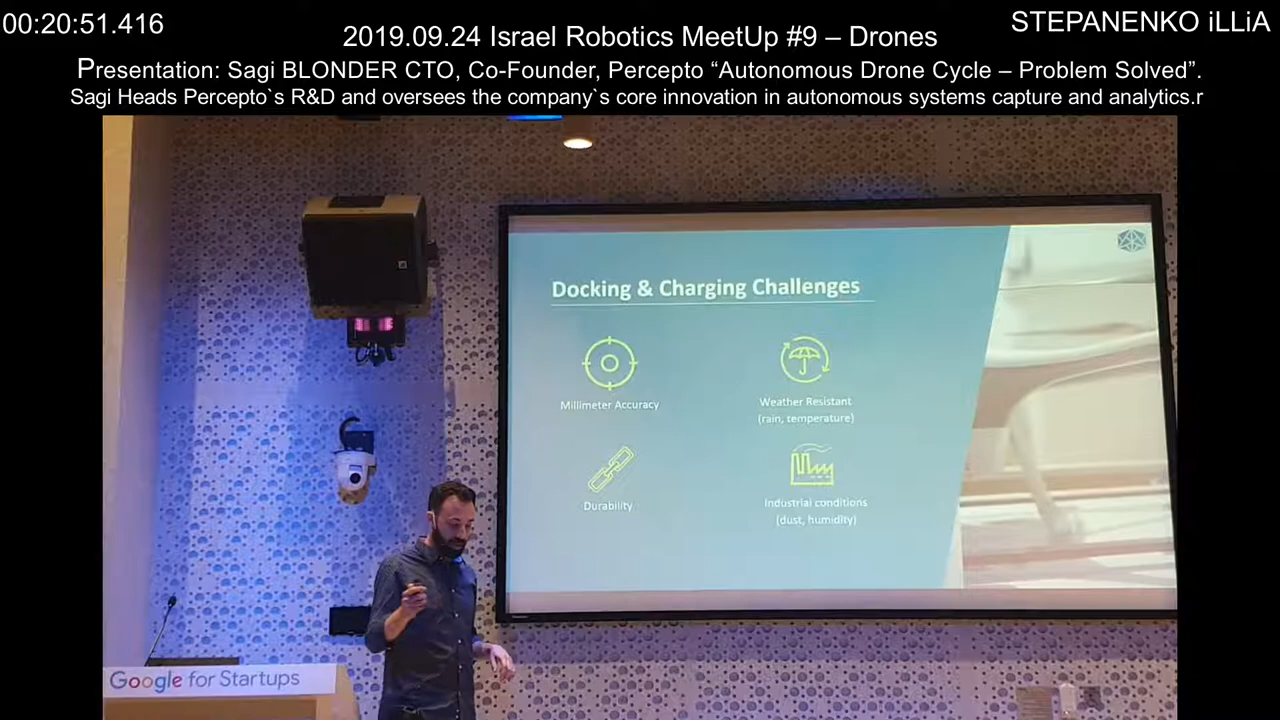 00:20:51.416
STEPANENKO iLLiA
2019.09.24 Israel Robotics MeetUp #9 – Drones
Presentation: Sagi BLONDER CTO, Co-Founder, Percepto “Autonomous Drone Cycle – Problem Solved”.
Sagi Heads Percepto`s R&D and oversees the company`s core innovation in autonomous systems capture and analytics.r
Docking & Charging Challenges
Millimeter Accuracy
Weather Resistant
(rain, temperature)
Durability
Industrial conditions
(dust, humidity)
Google for Startups